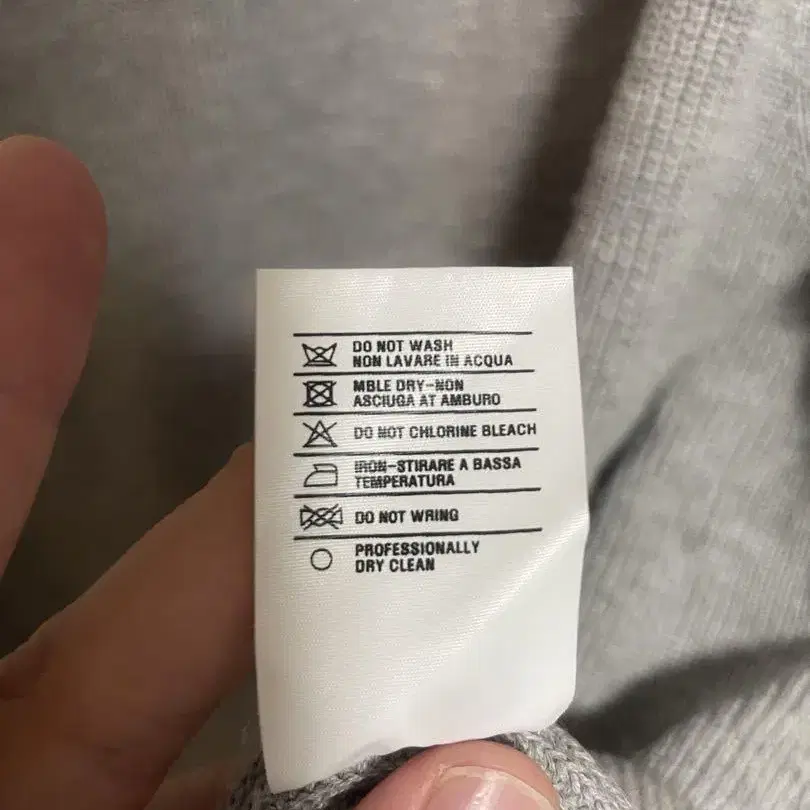 DO NOT WASH
NON LAVARE IN ACQUA
MBLE DRY-NON
ASCIUGA AT AMBURO
DO NOT CHLORINE BLEACH
IRON-STIRARE A BASSA
TEMPERATURA
DO NOT WRING
PROFESSIONALLY
DRY CLEAN